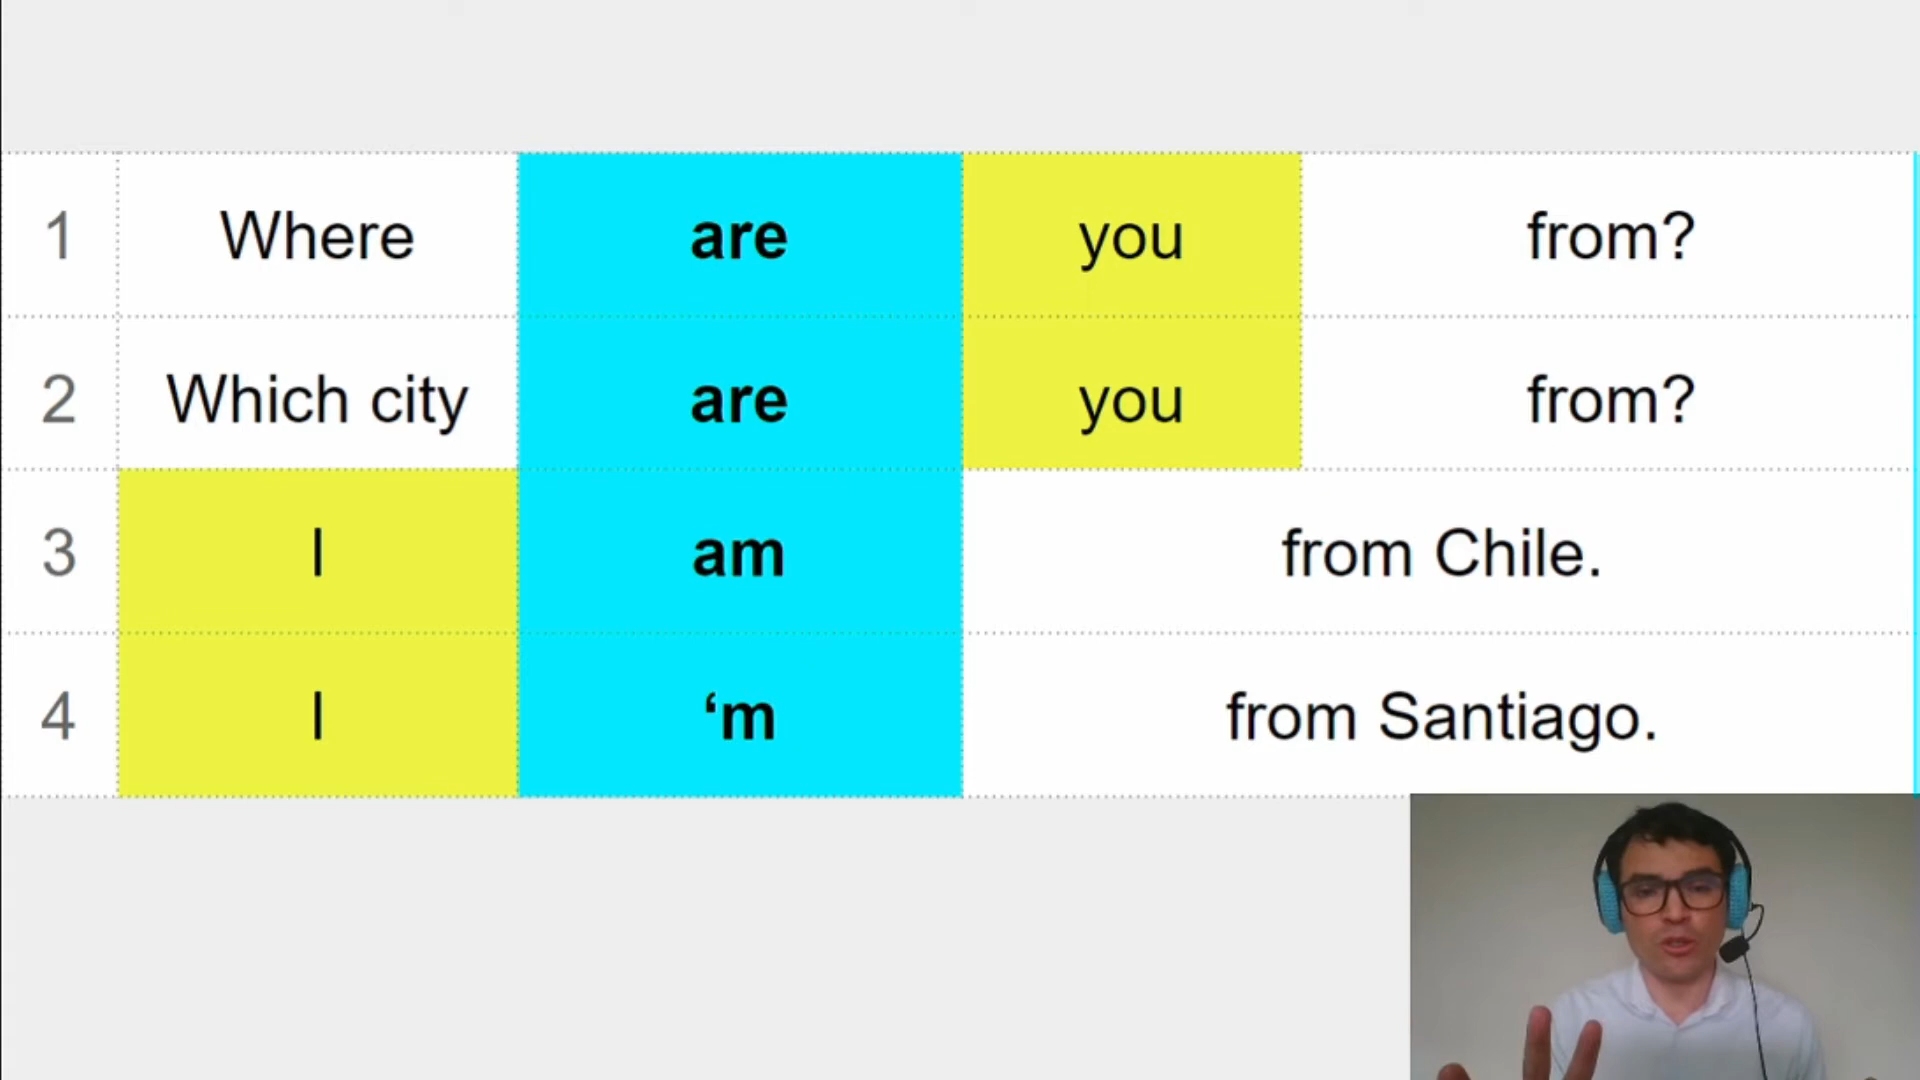 1 Where are you from?
2 Which city are you from?
3 I am from Chile.
4 I ‘m from Santiago.